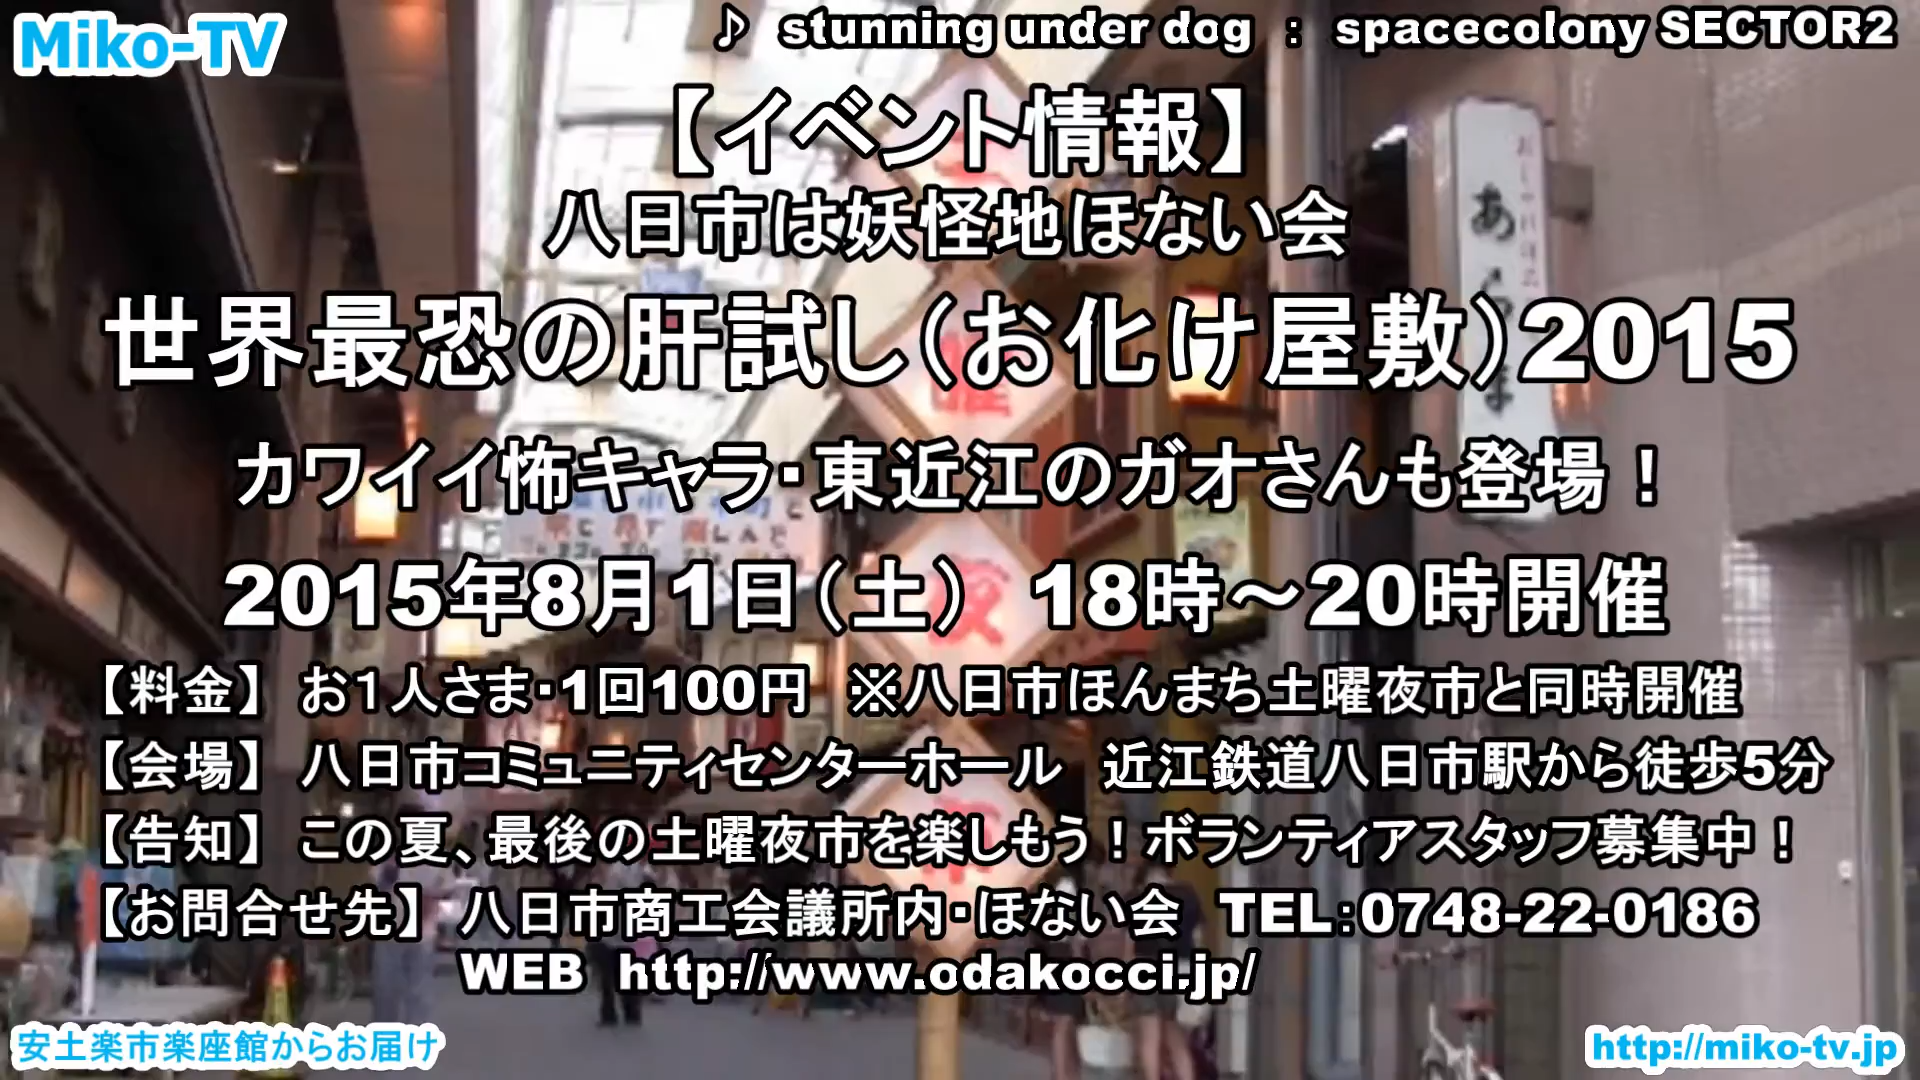 Miko-TV
♪ stunning under dog : spacecolony SECTOR2
【イベント情報】
八日市は妖怪地ほない会
世界最恐の肝試し（お化け屋敷）2015
カワイイ怖キャラ・東近江のガオさんも登場！
2015年8月1日（土） 18時～20時開催
【料金】 お１人さま・1回100円 ※八日市ほんまち土曜夜市と同時開催
【会場】 八日市コミュニティセンターホール 近江鉄道八日市駅から徒歩5分
【告知】 この夏、最後の土曜夜市を楽しもう！ボランティアスタッフ募集中！
【お問合せ先】 八日市商工会議所内・ほない会 TEL：0748-22-0186
WEB http://www.odakocci.jp/
安土楽市楽座館からお届け
http://miko-tv.jp